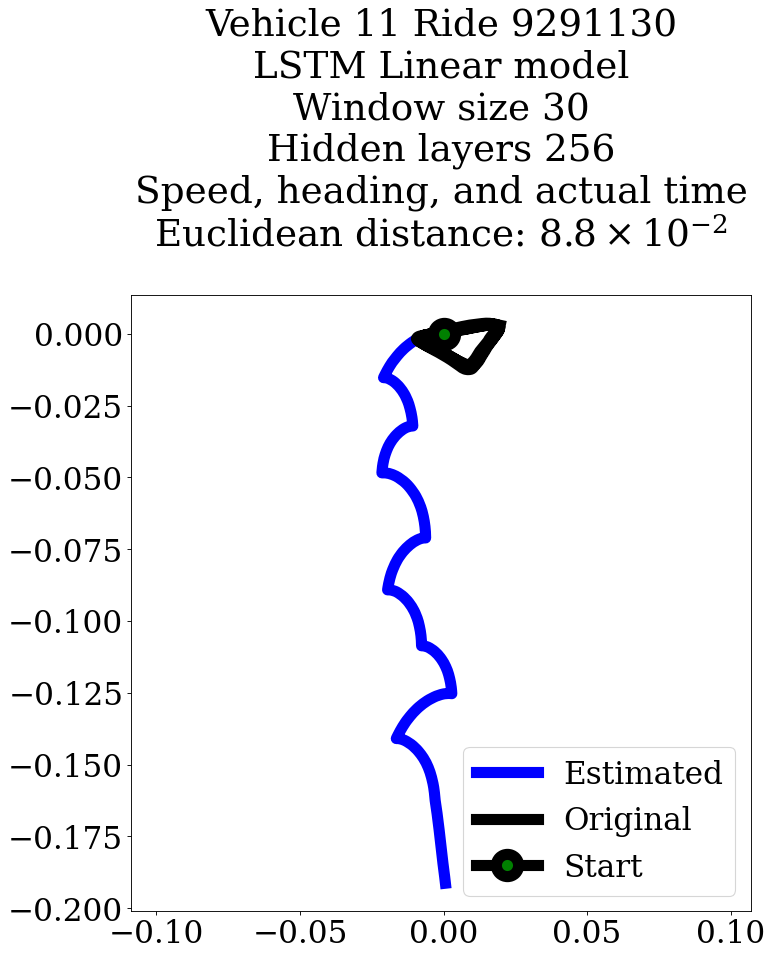 Vehicle 11 Ride 9291130
LSTM Linear model
Window size 30
Hidden layers 256
Speed, heading, and actual time
Euclidean distance: 8.8 × 10⁻²
0.000
−0.025
−0.050
−0.075
−0.100
−0.125
−0.150
−0.175
−0.200
Estimated
Original
Start
−0.10 −0.05 0.00 0.05 0.10